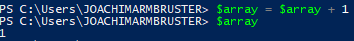 PS C:\Users\JOACHIMARMBRUSTER> $array = $array + 1
PS C:\Users\JOACHIMARMBRUSTER> $array
1